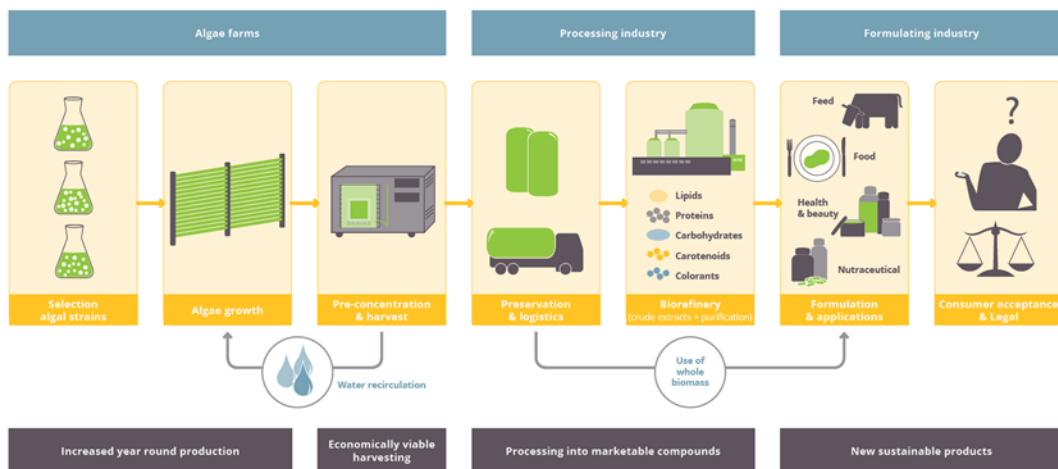 Algae farms
Processing industry
Formulating industry
Feed
?
Food
Lipids
Health
& beauty
Proteins
Carbohydrates
Carotenoids
Nutraceutical
Colorants
Selection
algal strains
Algae growth
Pre-concentration
& harvest
Preservation
& logistics
Biorefinery
(crude extracts + purification)
Formulation
& applications
Consumer acceptance
& Legal
Water recirculation
Use of
whole
biomass
Increased year round production
Economically viable
harvesting
Processing into marketable compounds
New sustainable products